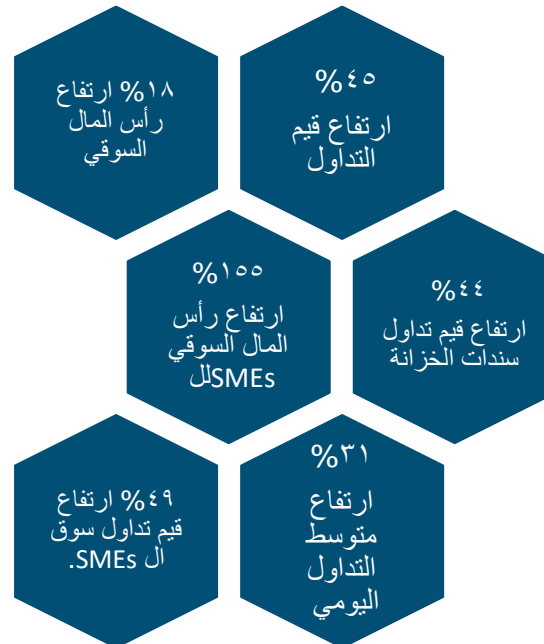 %٤٥
ارتفاع قيم
التداول
%١٨ ارتفاع
رأس المال
السوقي
%٤٤
ارتفاع قيم تداول
سندات الخزانة
%١٥٥
ارتفاع رأس
المال السوقي
للSMEs
%٣١
ارتفاع
متوسط
التداول
اليومي
%٤٩ ارتفاع
قيم تداول سوق
ال SMEs.